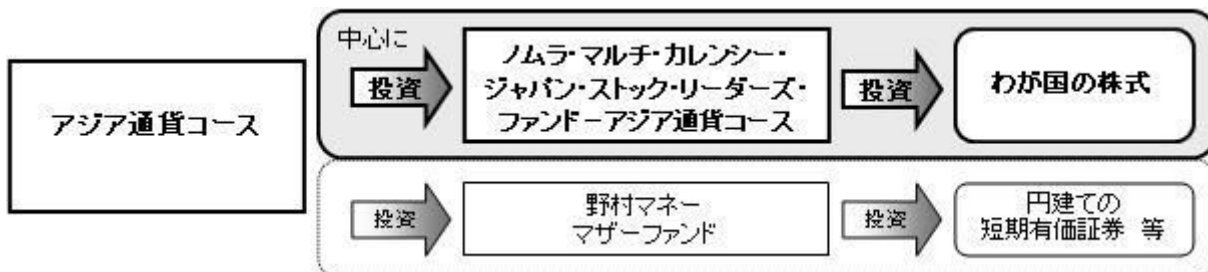 アジア通貨コース
中心に
投資
ノムラ・マルチ・カレンシー・
ジャパン・ストック・リーダーズ・
ファンド－アジア通貨コース
投資
わが国の株式
投資
野村マネー
マザーファンド
投資
円建ての
短期有価証券 等